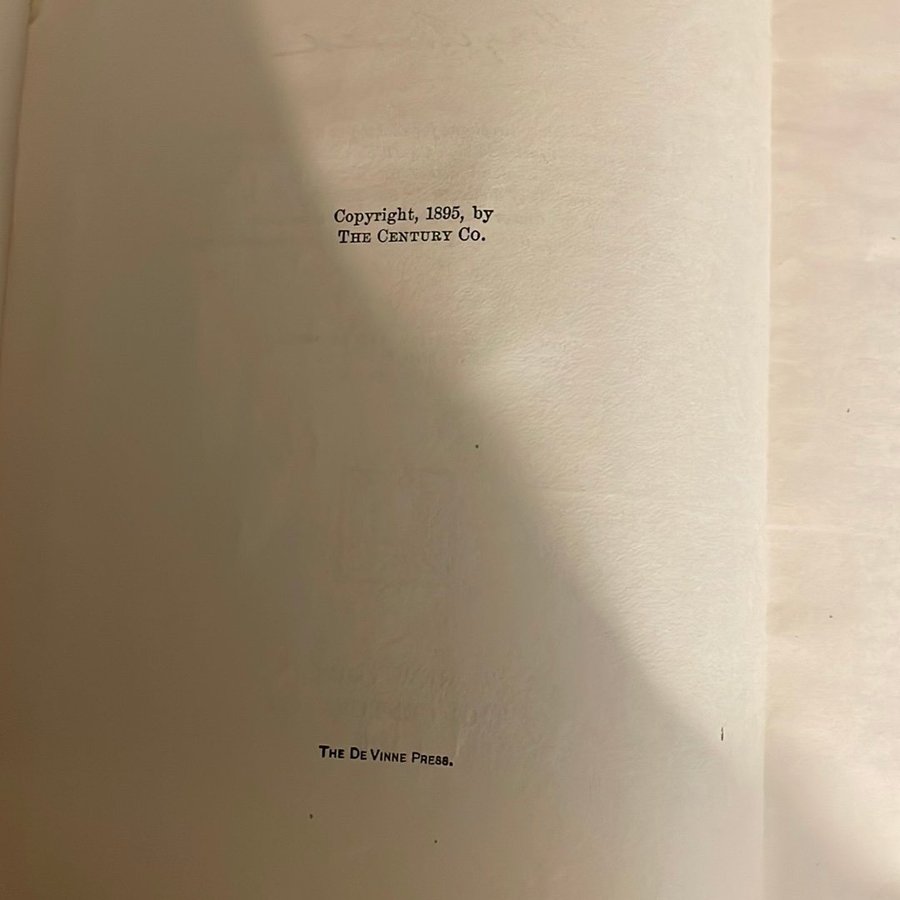 Copyright, 1895, by
THE CENTURY CO.
THE DE VINNE PRESS.